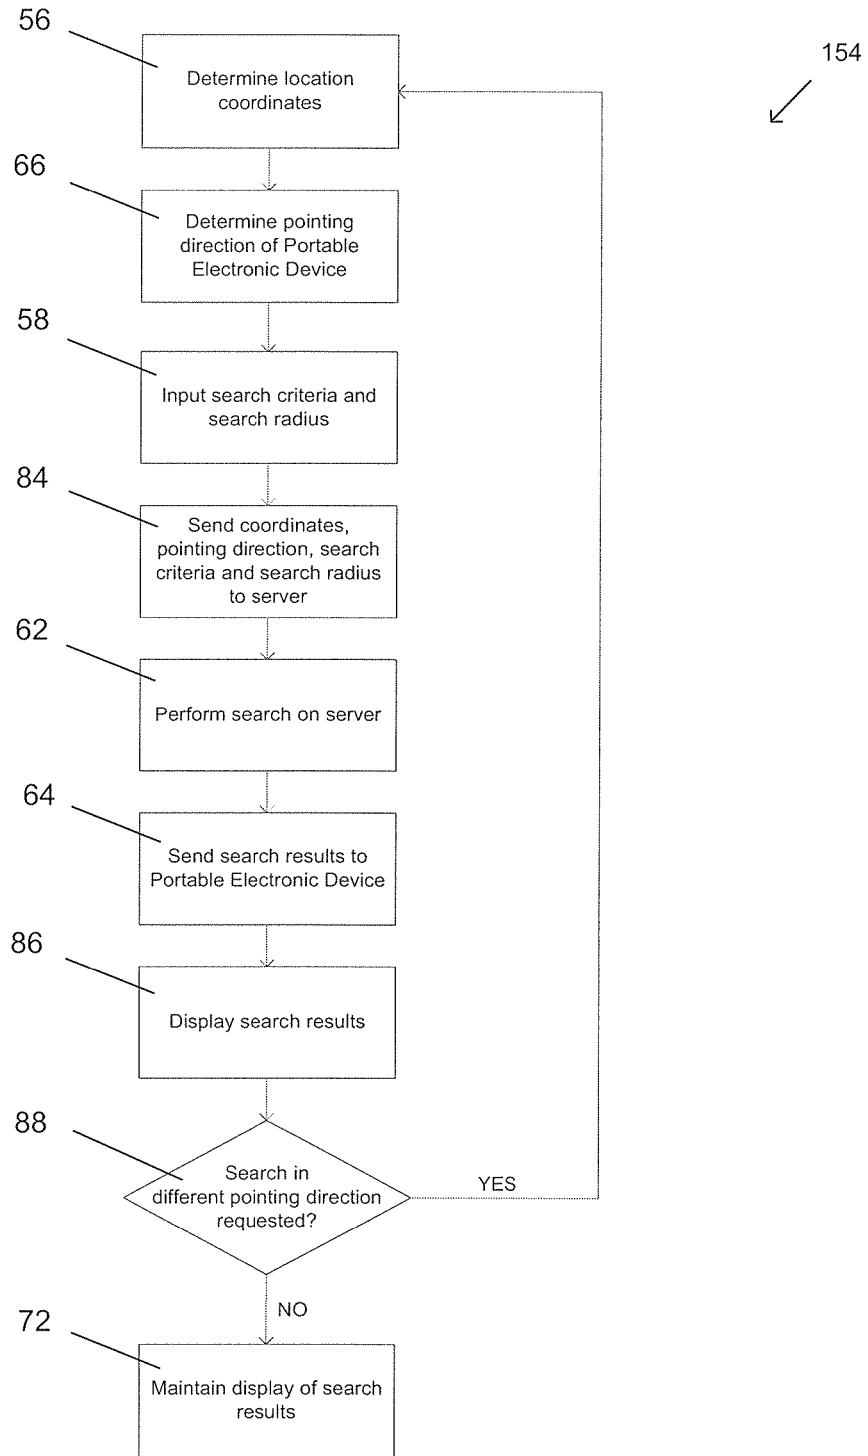 56
Determine location
coordinates
154
66
Determine pointing
direction of Portable
Electronic Device
58
Input search criteria and
search radius
84
Send coordinates,
pointing direction, search
criteria and search radius
to server
62
Perform search on server
64
Send search results to
Portable Electronic Device
86
Display search results
88
Search in
different pointing direction
requested?
YES
NO
72
Maintain display of search
results